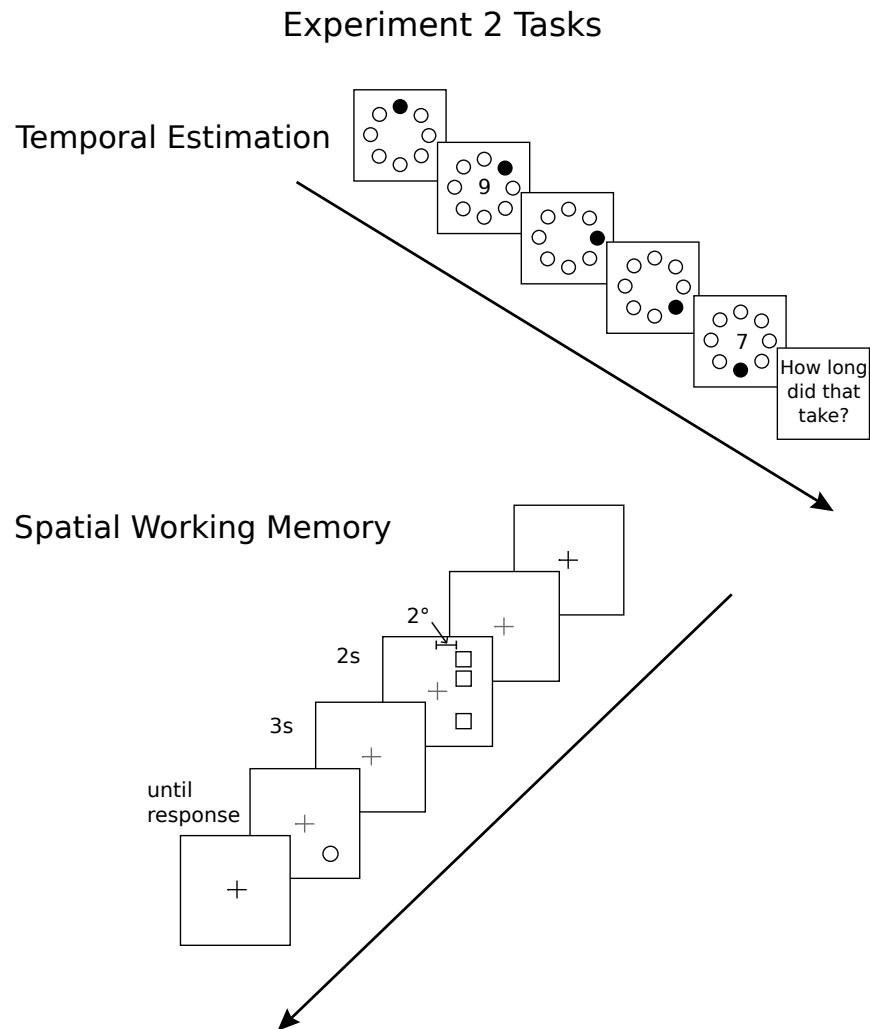 Experiment 2 Tasks
Temporal Estimation
9
7
How long
did that
take?
Spatial Working Memory
2°
2s
3s
until
response